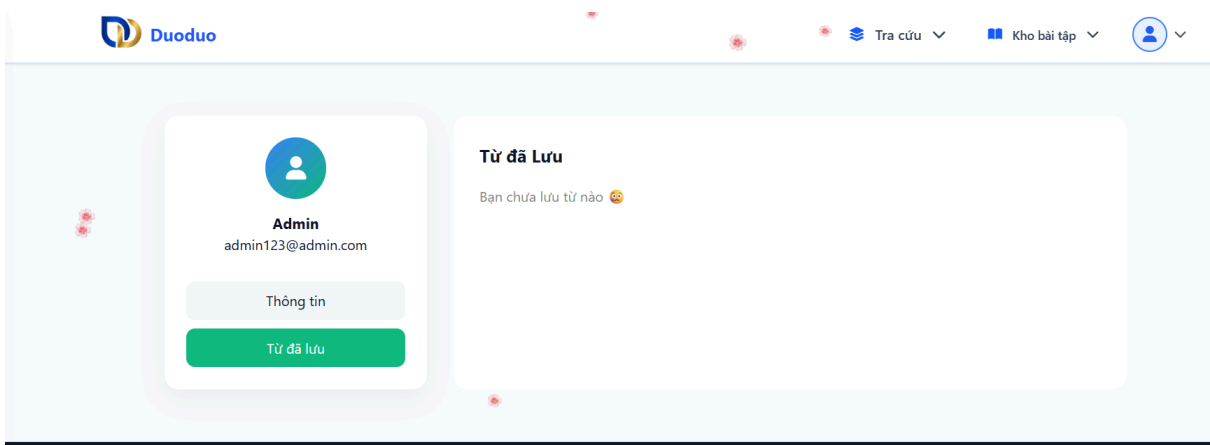 Duoduo
Tra cứu
Kho bài tập
Admin
admin123@admin.com
Thông tin
Từ đã lưu
Từ đã Lưu
Bạn chưa lưu từ nào 😜